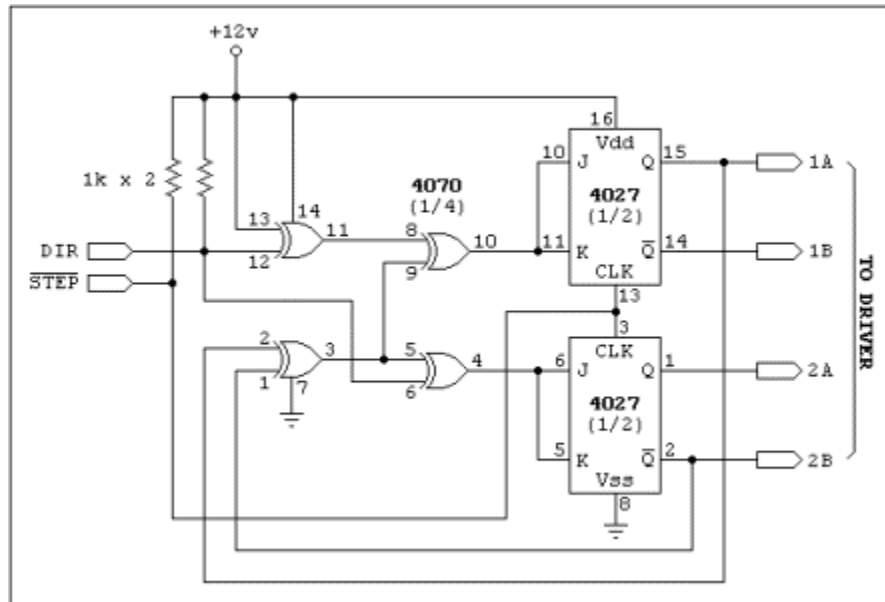 +12v
16
Vdd
10 J Q 15 1A
1k x 2
4070
(1/4)
4027
(1/2)
13 14 11 8 10
DIR 12 9 11 K Q 14 1B
STEP
CLK
13
3
CLK
2 3 5 4 6 J Q 1 2A
1 7 6
4027
(1/2)
5 K Q 2 2B
Vss
8
TO DRIVER